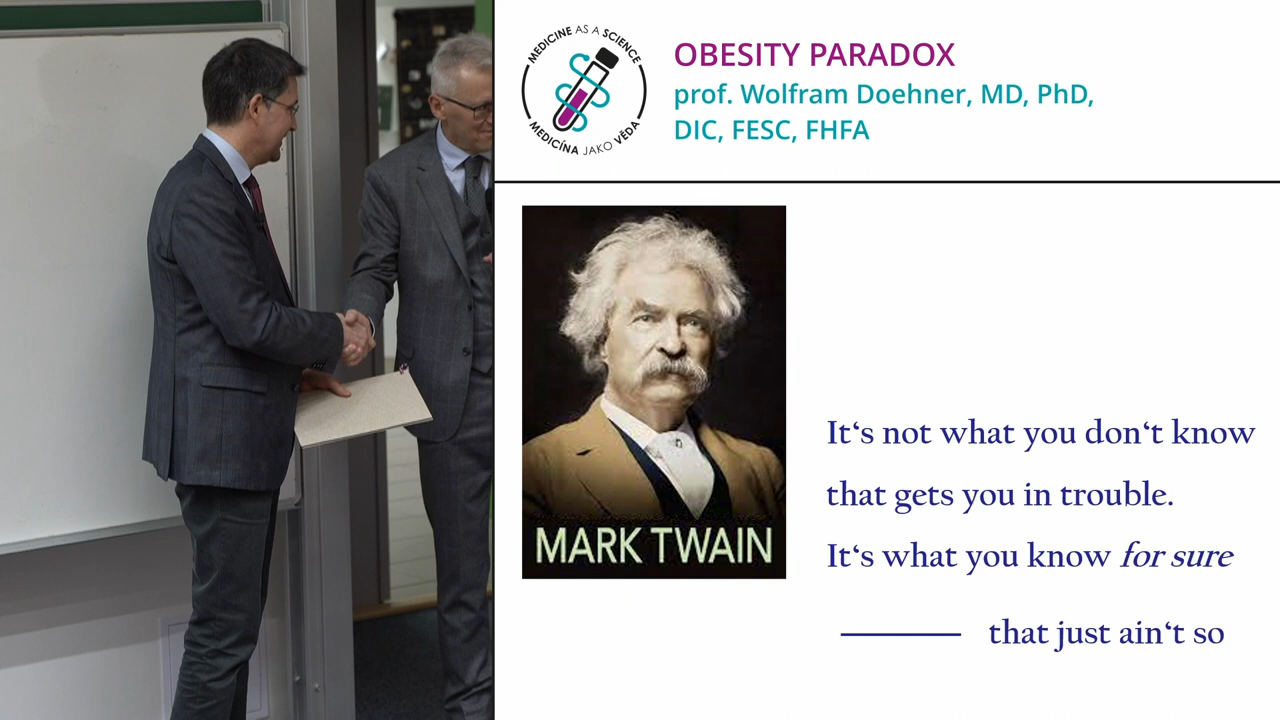 MEDICINE AS A SCIENCE
MEDICÍNA JAKO VĚDA
OBESITY PARADOX
prof. Wolfram Doehner, MD, PhD,
DIC, FESC, FHFA
MARK TWAIN
It‘s not what you don‘t know
that gets you in trouble.
It‘s what you know for sure
that just ain‘t so